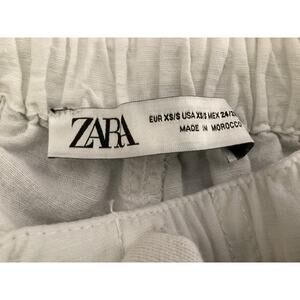 ZARA
EUR XS/S USA XS/S MEX 24/26
MADE IN MOROCCO